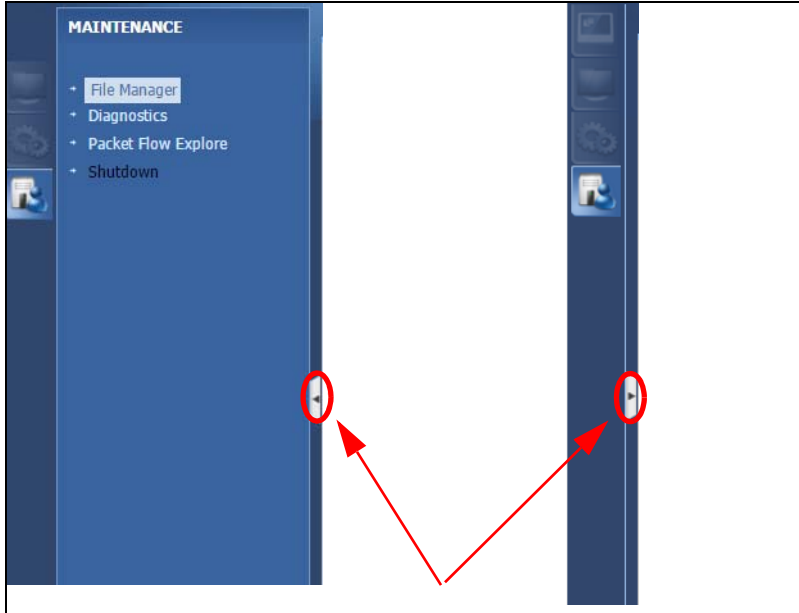 MAINTENANCE
File Manager
Diagnostics
Packet Flow Explore
Shutdown